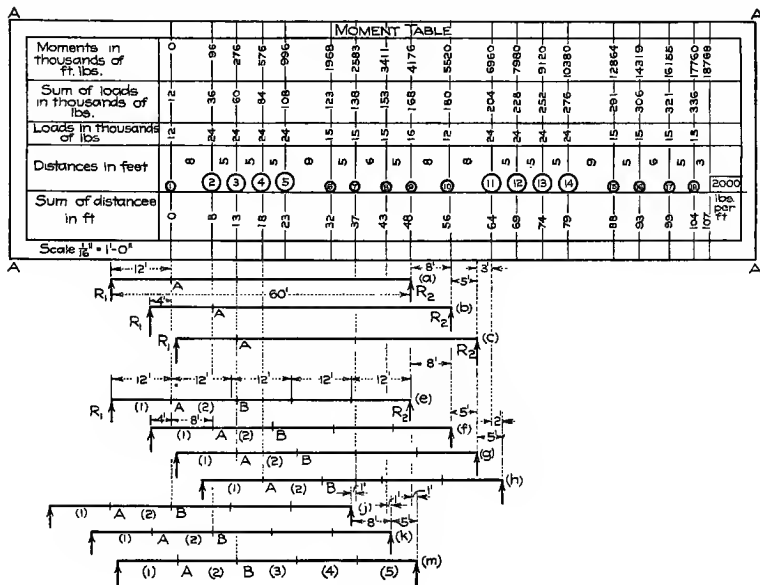 A A
MOMENT TABLE
Moments in thousands of ft. lbs. 0 96 276 576 996 1968 2583 3411 4176 5520 6960 7980 9120 10380 12864 14319 16155 17760 18768
Sum of loads in thousands of lbs. 12 36 60 84 108 123 138 153 168 180 204 228 252 276 291 306 321 336
Loads in thousands of lbs 12 24 24 24 24 15 15 15 15 12 24 24 24 24 15 15 15 15
Distances in feet 8 5 5 5 9 5 6 5 8 8 5 5 5 9 5 6 5 3
1 2 3 4 5 6 7 8 9 10 11 12 13 14 15 16 17 18 2000 lbs. per ft
Sum of distances in ft 0 8 13 18 23 32 37 43 48 56 64 69 74 79 88 93 99 104 107
Scale 1/16" = 1'-0"
A A
12' 8' 3'
R1 A (a) R2 5'
60'
4'
R1 A R2 (b)
R1 A R2 (c)
8'
12' 12' 12' 12' 12'
R1 (1) A (2) B R2 (e) 5'
4' 8' 2'
(1) A (2) B (f) 5'
(1) A (2) B (g)
(1) A (2) B (h)
1' 1' 1'
(1) A (2) B (j) 8' 5'
(1) A (2) B (k)
(1) A (2) B (3) (4) (5) (m)